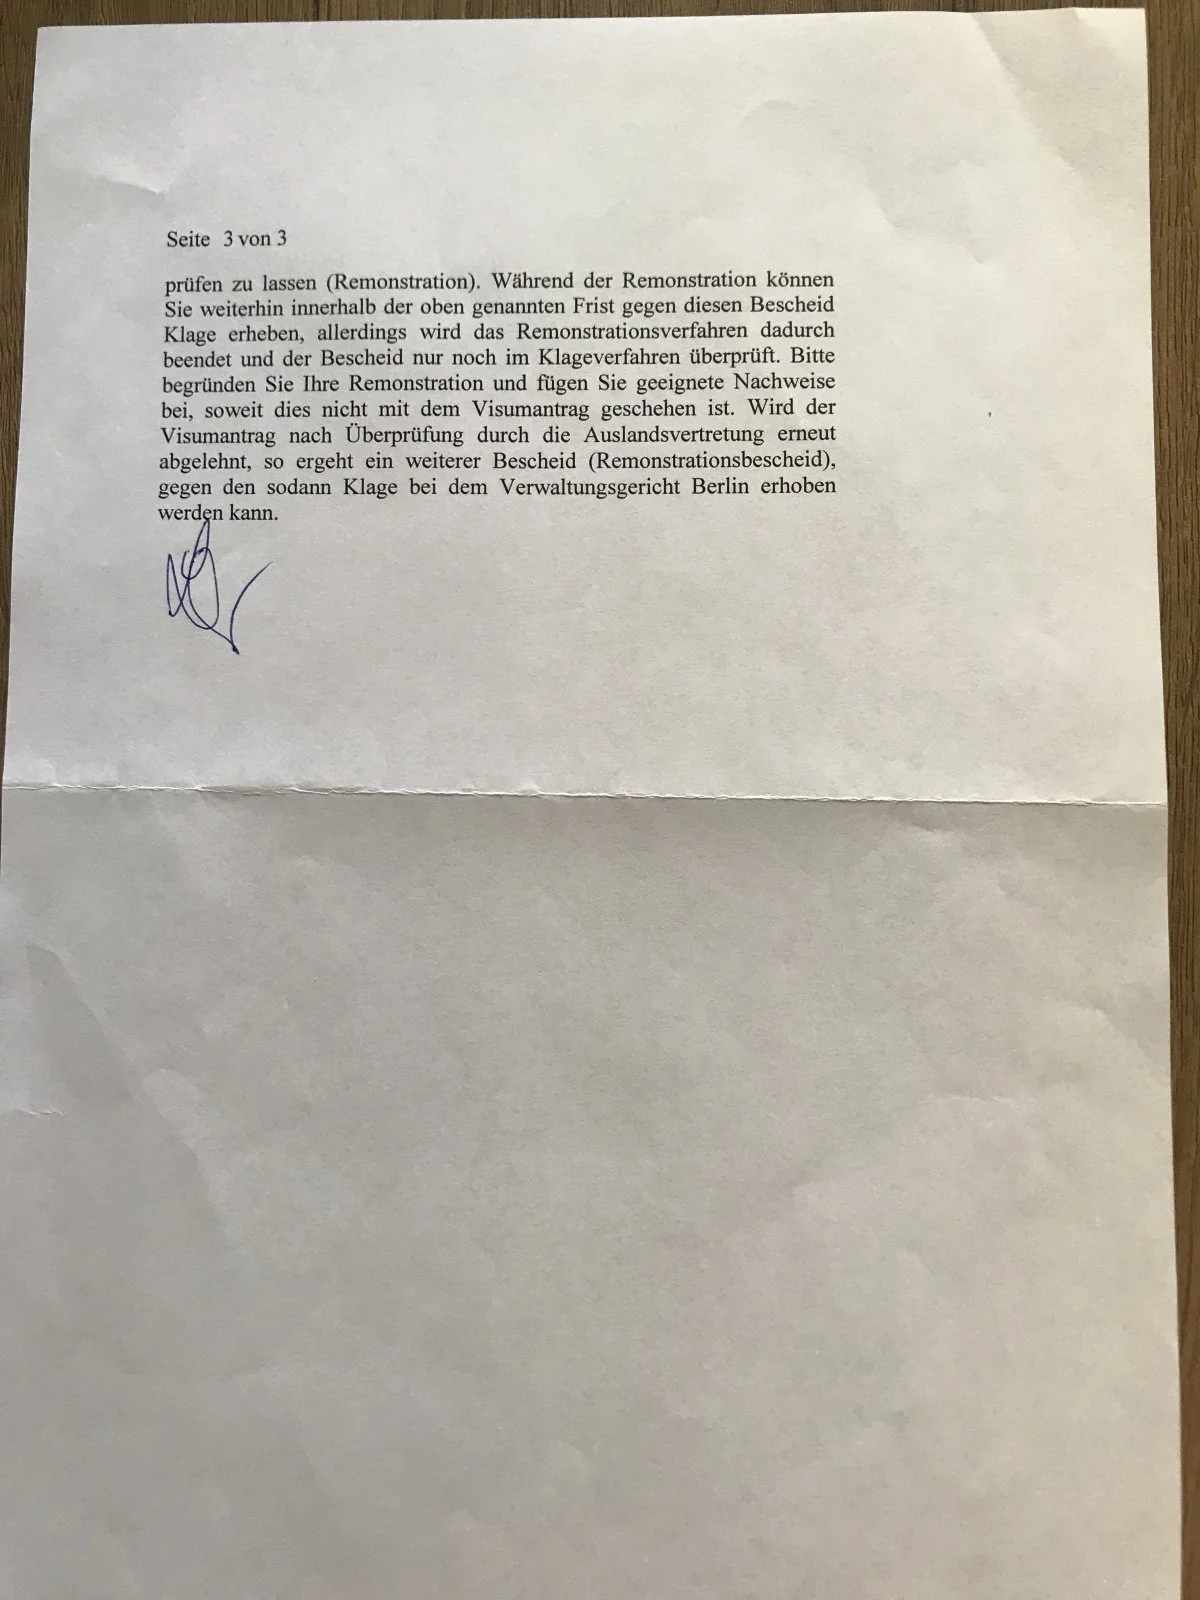 Seite 3 von 3
prüfen zu lassen (Remonstration). Während der Remonstration können
Sie weiterhin innerhalb der oben genannten Frist gegen diesen Bescheid
Klage erheben, allerdings wird das Remonstrationsverfahren dadurch
beendet und der Bescheid nur noch im Klageverfahren überprüft. Bitte
begründen Sie Ihre Remonstration und fügen Sie geeignete Nachweise
bei, soweit dies nicht mit dem Visumantrag geschehen ist. Wird der
Visumantrag nach Überprüfung durch die Auslandsvertretung erneut
abgelehnt, so ergeht ein weiterer Bescheid (Remonstrationsbescheid),
gegen den sodann Klage bei dem Verwaltungsgericht Berlin erhoben
werden kann.